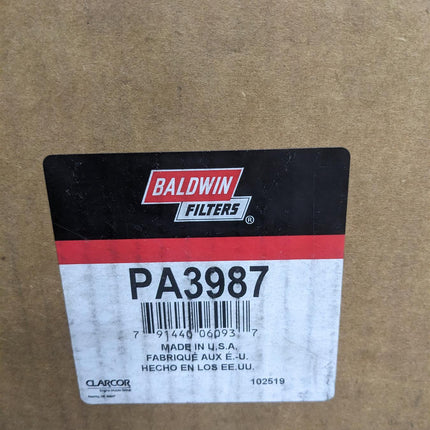 BALDWIN
FILTERS®
PA3987
7 91440 06093 7
MADE IN U.S.A.
FABRIQUÉ AUX É.-U.
HECHO EN LOS EE.UU.
CLARCOR
102519